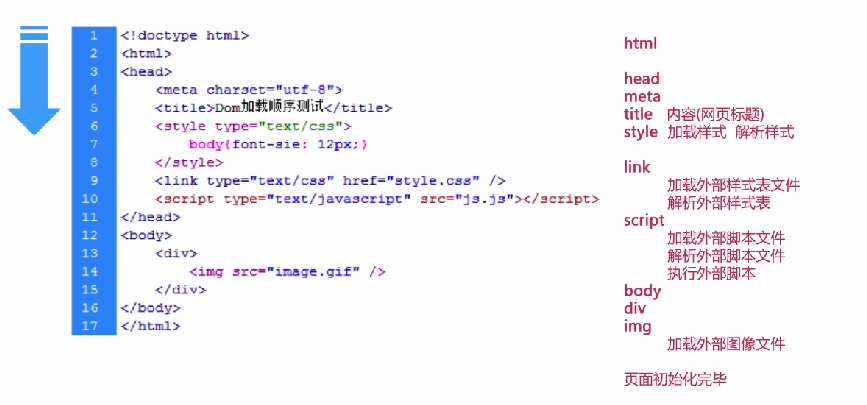 1 <!doctype html>
2 <html>
3 <head>
4 <meta charset="utf-8">
5 <title>Dom加载顺序测试</title>
6 <style type="text/css">
7 body{font-sie: 12px;}
8 </style>
9 <link type="text/css" href="style.css" />
10 <script type="text/javascript" src="js.js"></script>
11 </head>
12 <body>
13 <div>
14 <img src="image.gif" />
15 </div>
16 </body>
17 </html>
html
head
meta
title 内容(网页标题)
style 加载样式 解析样式
link
加载外部样式表文件
解析外部样式表
script
加载外部脚本文件
解析外部脚本文件
执行外部脚本
body
div
img
加载外部图像文件
页面初始化完毕